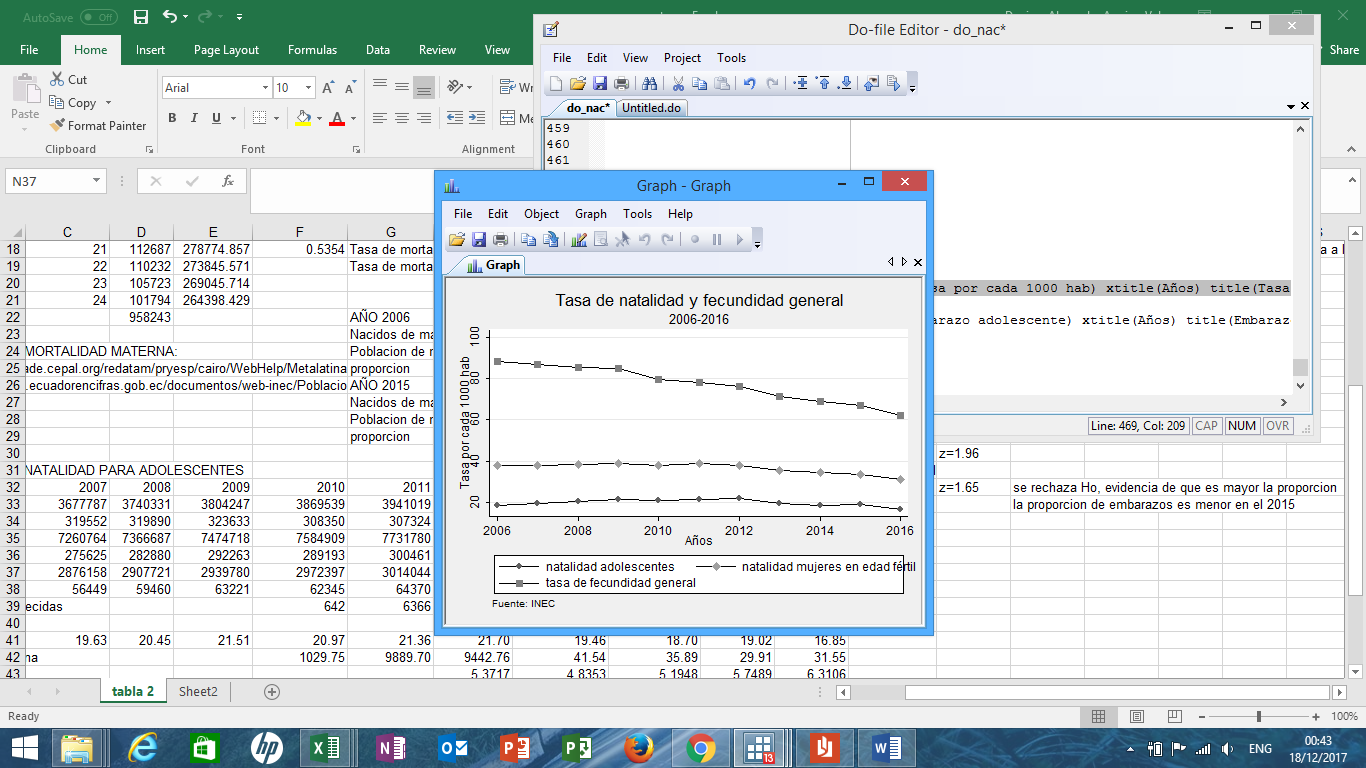 AutoSave Off
File Home Insert Page Layout Formulas Data Review View
Share
Cut
Copy
Format Painter
Paste
Clipboard
Arial 10
B I U
Font
Alignment
N37
fx
C D E F G
18 21 112687 278774.857 0.5354 Tasa de morta
19 22 110232 273845.571 Tasa de morta
20 23 105723 269045.714
21 24 101794 264398.429
22 958243 AÑO 2006
23 Nacidos de ma
24 MORTALIDAD MATERNA: Poblacion de m
25 ade.cepal.org/redatam/pryesp/cairo/WebHelp/Metalatina proporcion
26 .ecuadorencifras.gob.ec/documentos/web-inec/Poblacio AÑO 2015
27 Nacidos de ma
28 Poblacion de m
29 proporcion
30 z=1.96
31 NATALIDAD PARA ADOLESCENTES
32 2007 2008 2009 2010 2011 z=1.65 se rechaza Ho, evidencia de que es mayor la proporcion
33 3677787 3740331 3804247 3869539 3941019 la proporcion de embarazos es menor en el 2015
34 319552 319890 323633 308350 307324
35 7260764 7366687 7474718 7584909 7731780
36 275625 282880 292263 289193 300461
37 2876158 2907721 2939780 2972397 3014044
38 56449 59460 63221 62345 64370
39 ecidas 642 6366
40
41 19.63 20.45 21.51 20.97 21.36 21.70 19.46 18.70 19.02 16.85
42 na 1029.75 9889.70 9442.76 41.54 35.89 29.91 31.55
43 5.3717 4.8353 5.1948 5.7489 6.3106
tabla 2 Sheet2
Ready
100%
Do-file Editor - do_nac*
File Edit View Project Tools
do_nac* Untitled.do
459
460
461
sa por cada 1000 hab) xtitle(Años) title(Tasa
arazo adolescente) xtitle(Años) title(Embaraz
Line: 469, Col: 209 CAP NUM OVR
Graph - Graph
File Edit Object Graph Tools Help
Graph
Tasa de natalidad y fecundidad general
2006-2016
Tasa por cada 1000 hab
100
80
60
40
20
2006 2008 2010 2012 2014 2016
Años
natalidad adolescentes natalidad mujeres en edad fértil
tasa de fecundidad general
Fuente: INEC
13
ENG
00:43
18/12/2017